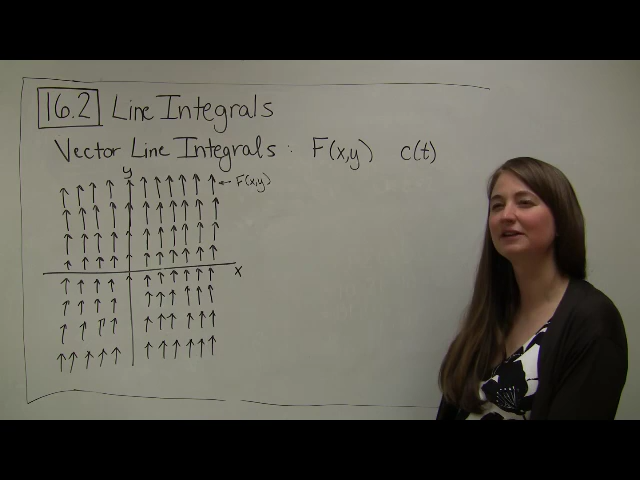 16.2 Line Integrals
Vector Line Integrals: F(x,y) c(t)
y
F(x,y)
x